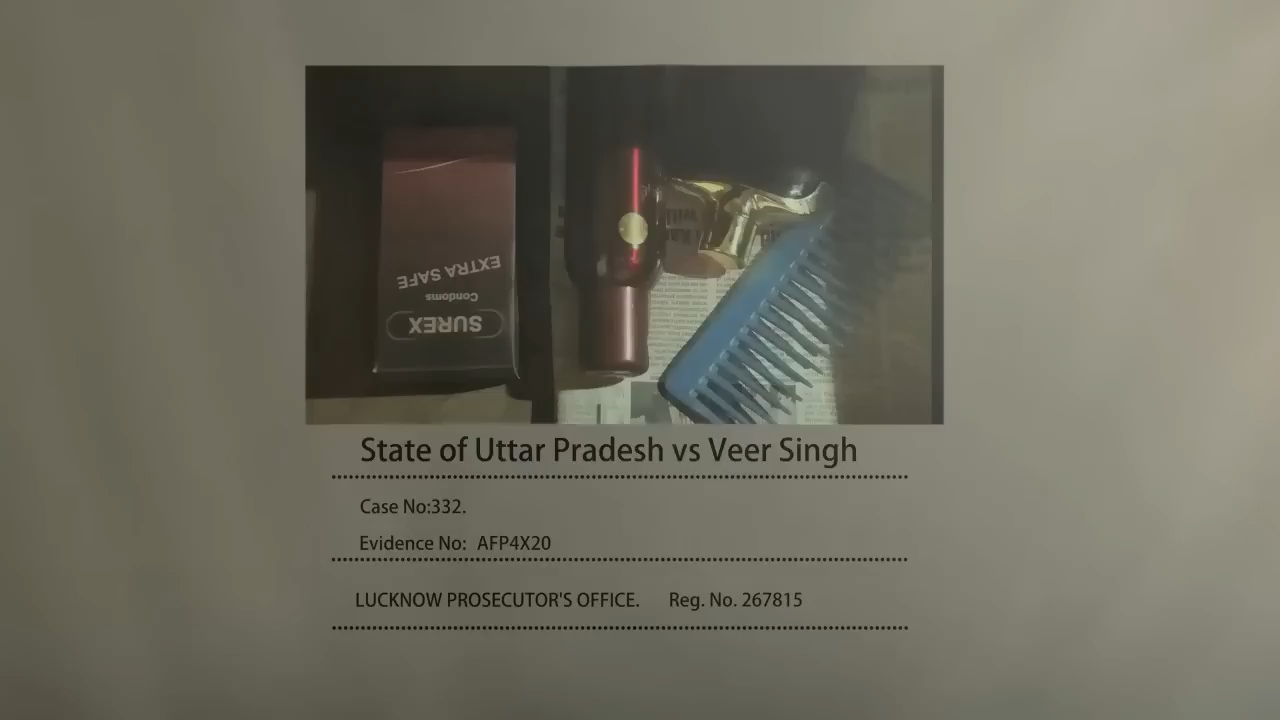 EXTRA SAFE
Condoms
SUREX
State of Uttar Pradesh vs Veer Singh
Case No:332.
Evidence No: AFP4X20
LUCKNOW PROSECUTOR'S OFFICE. Reg. No. 267815